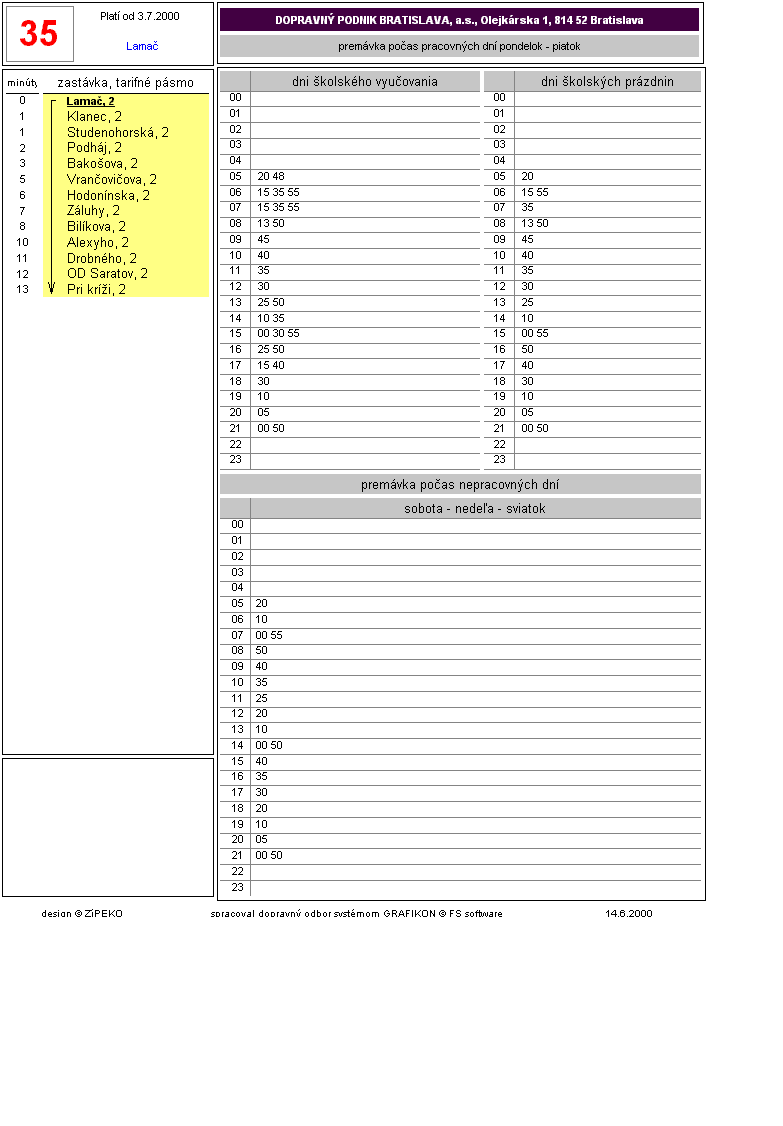 35
Platí od 3.7.2000
Lamač
DOPRAVNÝ PODNIK BRATISLAVA, a.s., Olejkárska 1, 814 52 Bratislava
premávka počas pracovných dní pondelok - piatok
minúty zastávka, tarifné pásmo
0 Lamač, 2
1 Klanec, 2
1 Studenohorská, 2
2 Podháj, 2
3 Bakošova, 2
5 Vrančovičova, 2
6 Hodonínska, 2
7 Záluhy, 2
8 Bilíkova, 2
10 Alexyho, 2
11 Drobného, 2
12 OD Saratov, 2
13 Pri kríži, 2
dni školského vyučovania
00
01
02
03
04
05 20 48
06 15 35 55
07 15 35 55
08 13 50
09 45
10 40
11 35
12 30
13 25 50
14 10 35
15 00 30 55
16 25 50
17 15 40
18 30
19 10
20 05
21 00 50
22
23
dni školských prázdnin
00
01
02
03
04
05 20
06 15 55
07 35
08 13 50
09 45
10 40
11 35
12 30
13 25
14 10
15 00 55
16 50
17 40
18 30
19 10
20 05
21 00 50
22
23
premávka počas nepracovných dní
sobota - nedeľa - sviatok
00
01
02
03
04
05 20
06 10
07 00 55
08 50
09 40
10 35
11 25
12 20
13 10
14 00 50
15 40
16 35
17 30
18 20
19 10
20 05
21 00 50
22
23
design © ZíPEKO
spracoval dopravný odbor systémom GRAFIKON © FS software
14.6.2000